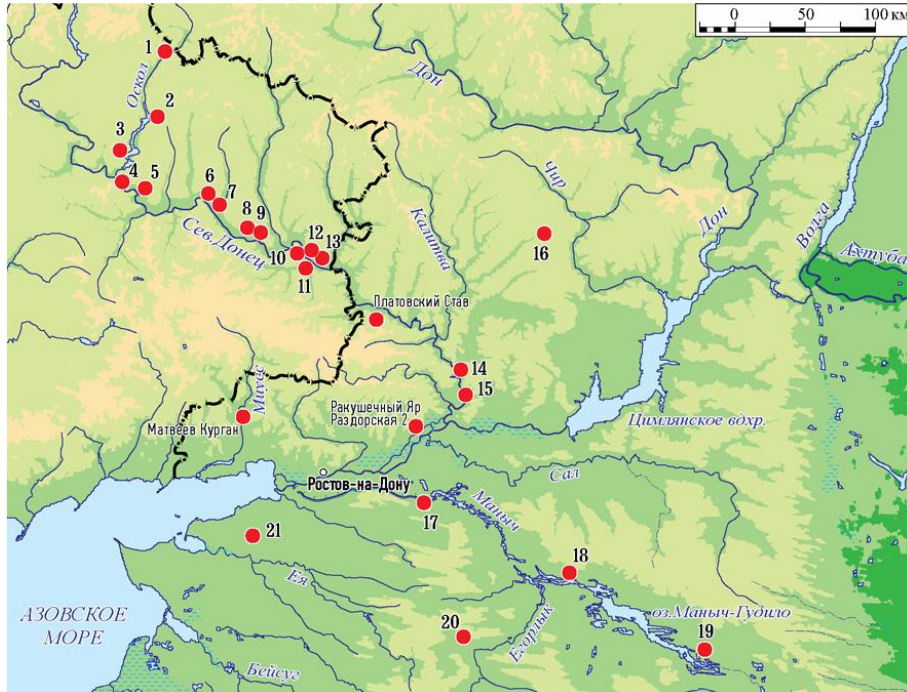 0 50 100 км
1
Оскол
Дон
2
3
4
5
6
7
Чир
8
9
Сев.Донец
10
12
13
11
Калитва
16
Дон
Волга
Ахтуба
Платовский Став
14
15
Миусс
Матвеев Курган
Ракушечный Яр
Раздорская 2
Цимлянское вдхр.
Ростов-на-Дону
Сал
17
Маныч
21
Ея
18
АЗОВСКОЕ
МОРЕ
20
Егорлык
оз.Маныч-Гудило
19
Бейсуг